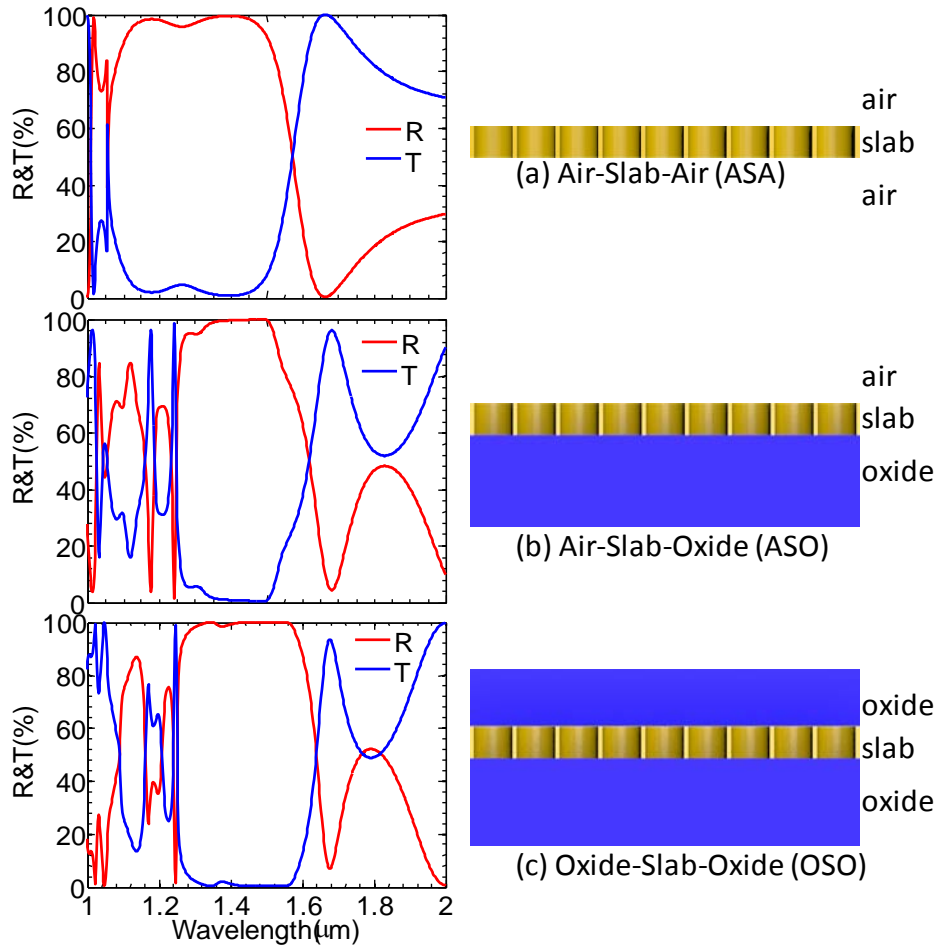 100
80
60
40
20
0
R&T(%)
R
T
air
slab
(a) Air-Slab-Air (ASA)
air
100
80
60
40
20
0
R&T(%)
R
T
air
slab
oxide
(b) Air-Slab-Oxide (ASO)
100
80
60
40
20
0
R&T(%)
R
T
1
1.2
1.4
1.6
1.8
2
Wavelength(μm)
oxide
slab
oxide
(c) Oxide-Slab-Oxide (OSO)